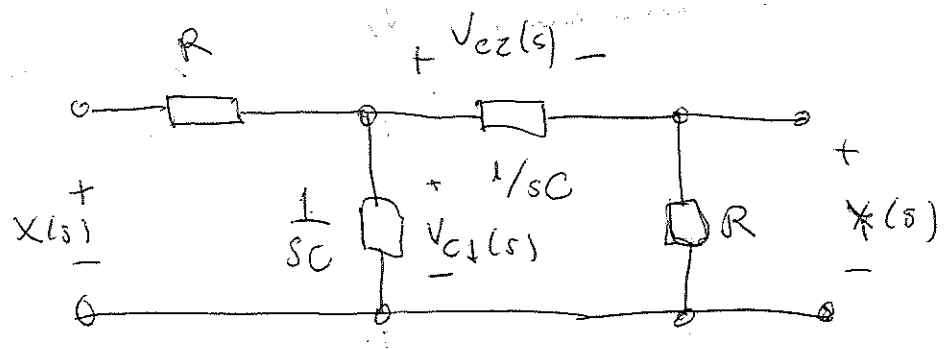 R
+ Vc2(s) −
1/sC
+
X(s)
−
1
sC
+
Vc1(s)
−
R
+
(s)
−